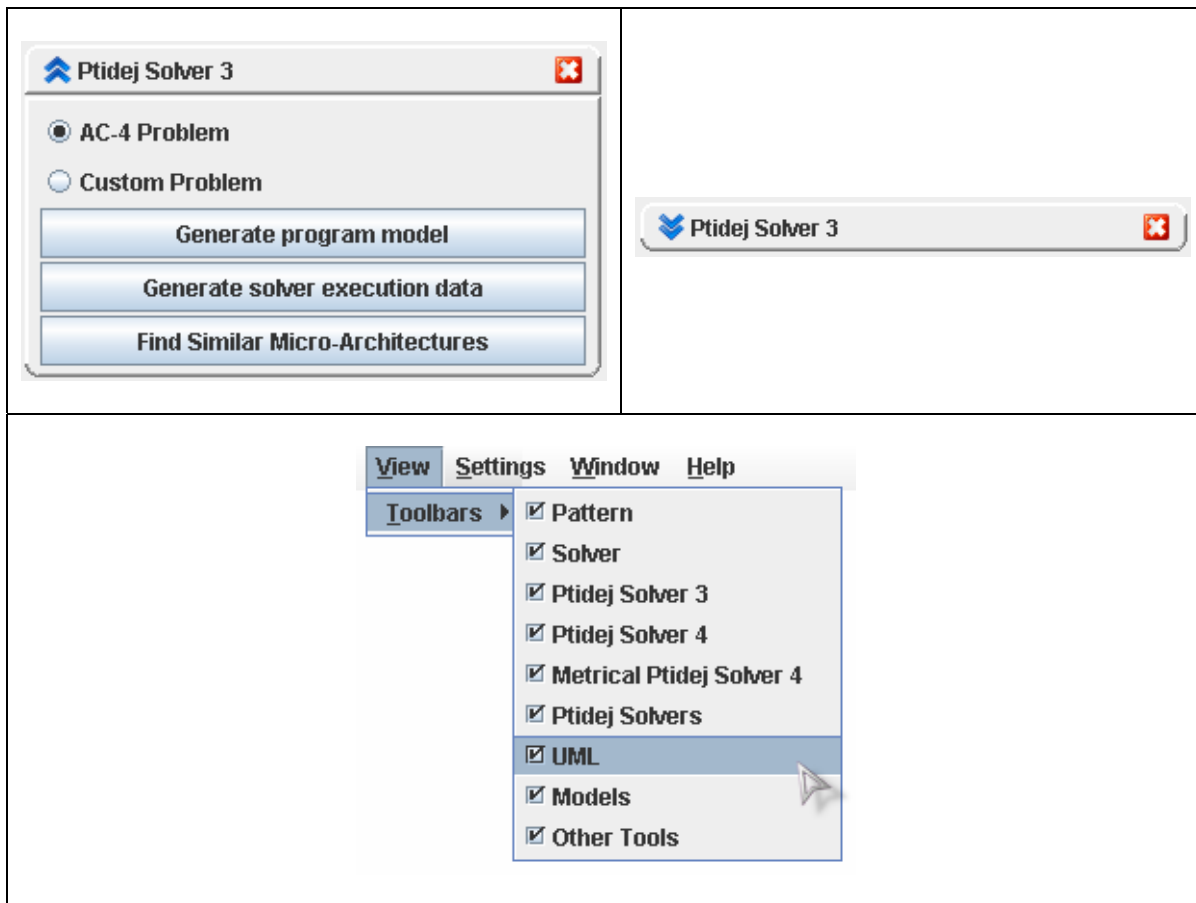 Ptidej Solver 3
AC-4 Problem
Custom Problem
Generate program model
Generate solver execution data
Find Similar Micro-Architectures
Ptidej Solver 3
View Settings Window Help
Toolbars
Pattern
Solver
Ptidej Solver 3
Ptidej Solver 4
Metrical Ptidej Solver 4
Ptidej Solvers
UML
Models
Other Tools